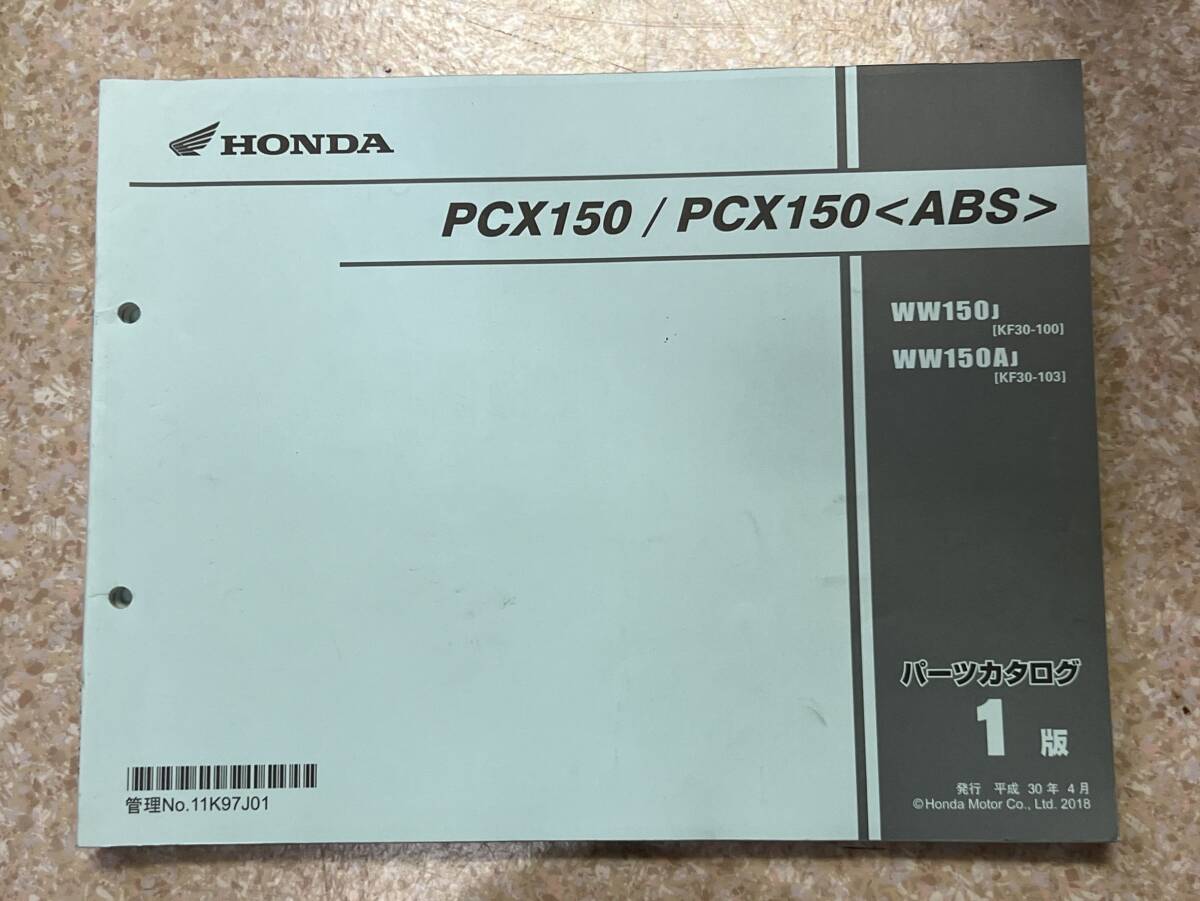 HONDA
PCX150 / PCX150<ABS>
WW150J
[KF30-100]
WW150AJ
[KF30-103]
パーツカタログ
1 版
発行 平成 30 年 4 月
©Honda Motor Co., Ltd. 2018
管理No.11K97J01